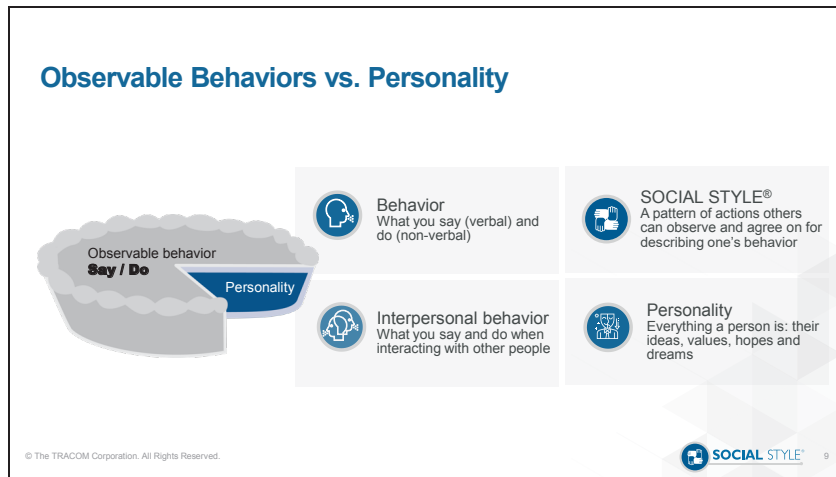 Observable Behaviors vs. Personality
Observable behavior
Say / Do
Personality
Behavior
What you say (verbal) and
do (non-verbal)
SOCIAL STYLE®
A pattern of actions others
can observe and agree on for
describing one's behavior
Interpersonal behavior
What you say and do when
interacting with other people
Personality
Everything a person is: their
ideas, values, hopes and
dreams
© The TRACOM Corporation. All Rights Reserved.
SOCIAL STYLE®
9